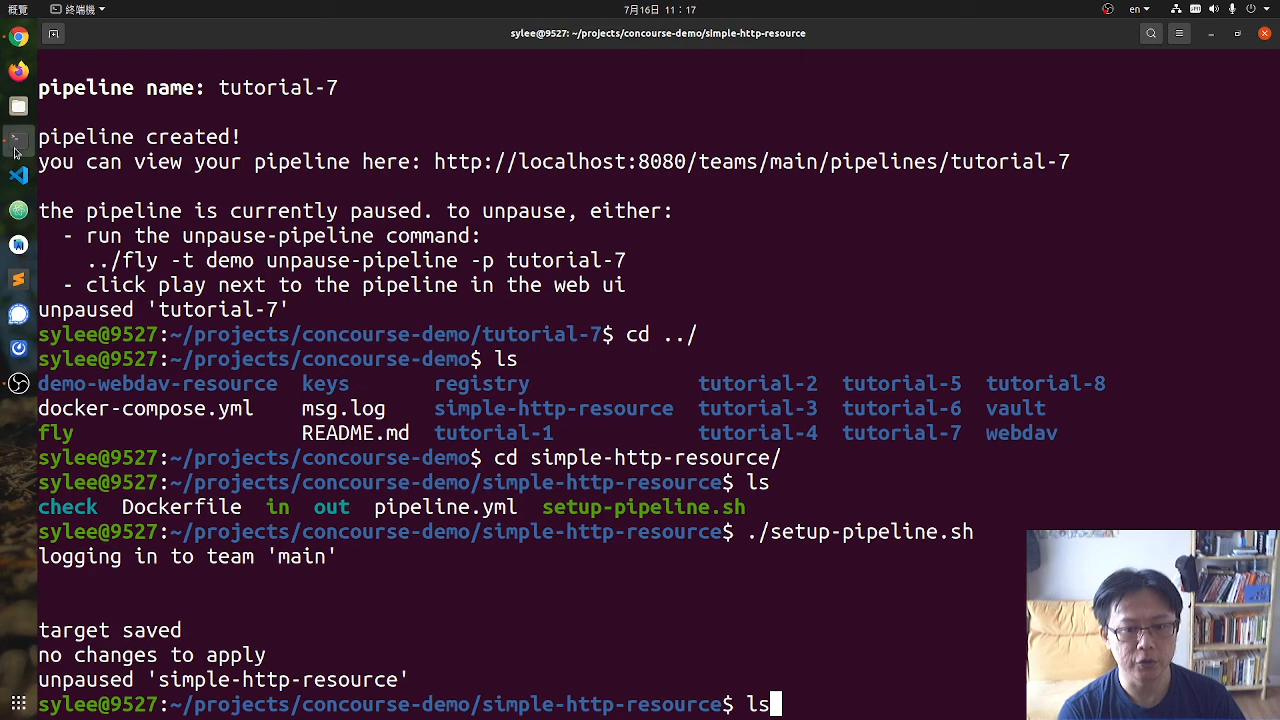 概覽 終端機 7月16日 11：17 en
sylee@9527: ~/projects/concourse-demo/simple-http-resource
pipeline name: tutorial-7
pipeline created!
you can view your pipeline here: http://localhost:8080/teams/main/pipelines/tutorial-7
the pipeline is currently paused. to unpause, either:
- run the unpause-pipeline command:
../fly -t demo unpause-pipeline -p tutorial-7
- click play next to the pipeline in the web ui
unpaused 'tutorial-7'
sylee@9527:~/projects/concourse-demo/tutorial-7$ cd ../
sylee@9527:~/projects/concourse-demo$ ls
demo-webdav-resource keys registry tutorial-2 tutorial-5 tutorial-8
docker-compose.yml msg.log simple-http-resource tutorial-3 tutorial-6 vault
fly README.md tutorial-1 tutorial-4 tutorial-7 webdav
sylee@9527:~/projects/concourse-demo$ cd simple-http-resource/
sylee@9527:~/projects/concourse-demo/simple-http-resource$ ls
check Dockerfile in out pipeline.yml setup-pipeline.sh
sylee@9527:~/projects/concourse-demo/simple-http-resource$ ./setup-pipeline.sh
logging in to team 'main'
target saved
no changes to apply
unpaused 'simple-http-resource'
sylee@9527:~/projects/concourse-demo/simple-http-resource$ ls